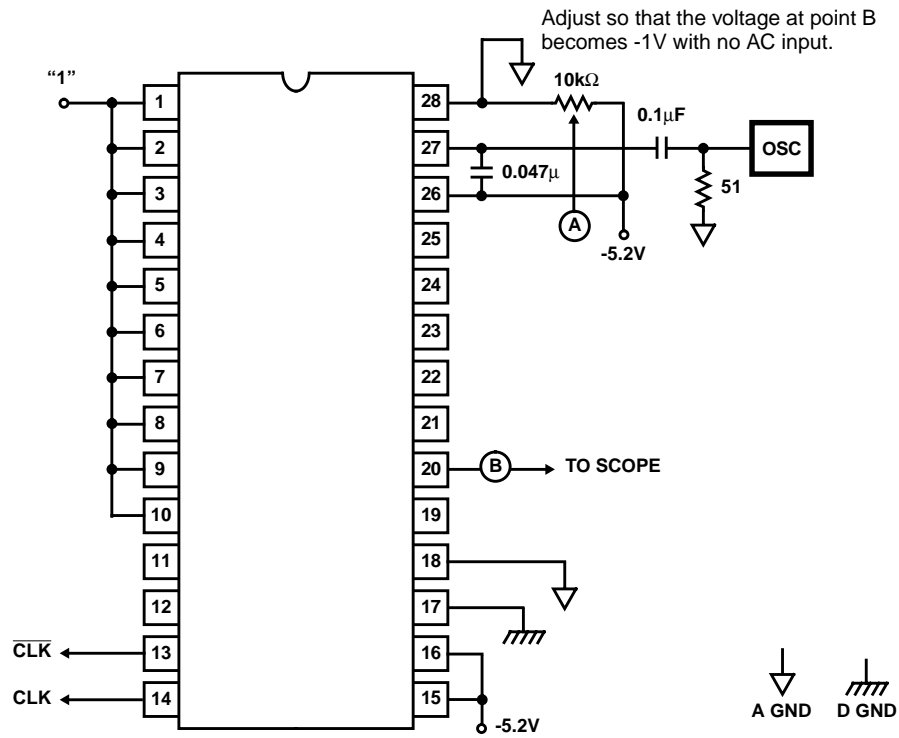 Adjust so that the voltage at point B
becomes -1V with no AC input.
“1”
10kΩ
0.1μF
OSC
51
0.047μ
A
-5.2V
1
2
3
4
5
6
7
8
9
10
11
12
13
14
28
27
26
25
24
23
22
21
20
19
18
17
16
15
B
TO SCOPE
CLK
CLK
-5.2V
A GND
D GND